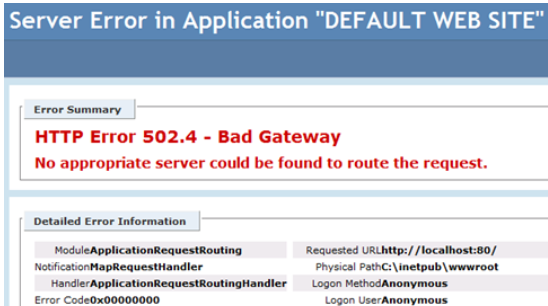 Server Error in Application "DEFAULT WEB SITE"
Error Summary
HTTP Error 502.4 - Bad Gateway
No appropriate server could be found to route the request.
Detailed Error Information
Module ApplicationRequestRouting
Notification MapRequestHandler
Handler ApplicationRequestRoutingHandler
Error Code 0x00000000
Requested URL http://localhost:80/
Physical Path C:\inetpub\wwwroot
Logon Method Anonymous
Logon User Anonymous